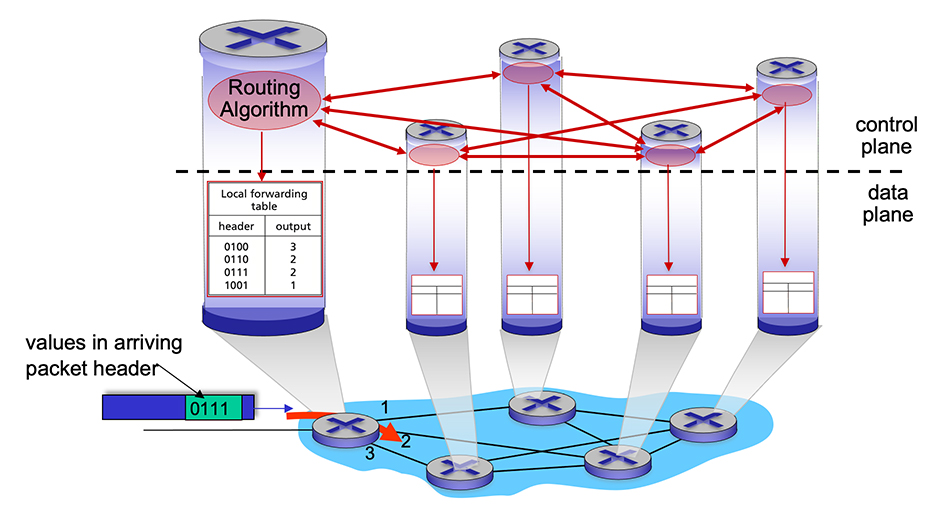 Routing
Algorithm
control
plane
data
plane
Local forwarding
table
header output
0100 3
0110 2
0111 2
1001 1
values in arriving
packet header
0111
1
2
3